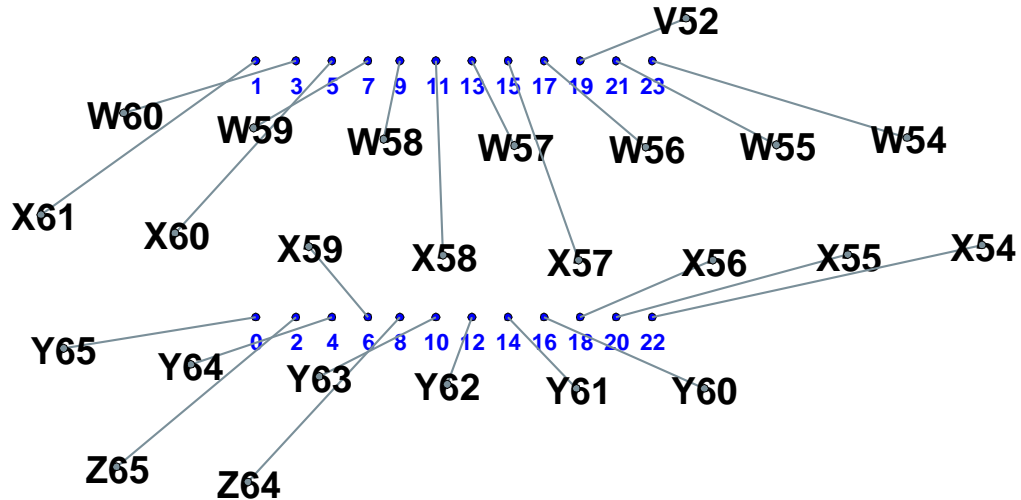 V52
1 3 5 7 9 11 13 15 17 19 21 23
W60 W59 W58 W57 W56 W55 W54
X61 X60 X59 X58 X57 X56 X55 X54
0 2 4 6 8 10 12 14 16 18 20 22
Y65 Y64 Y63 Y62 Y61 Y60
Z65 Z64